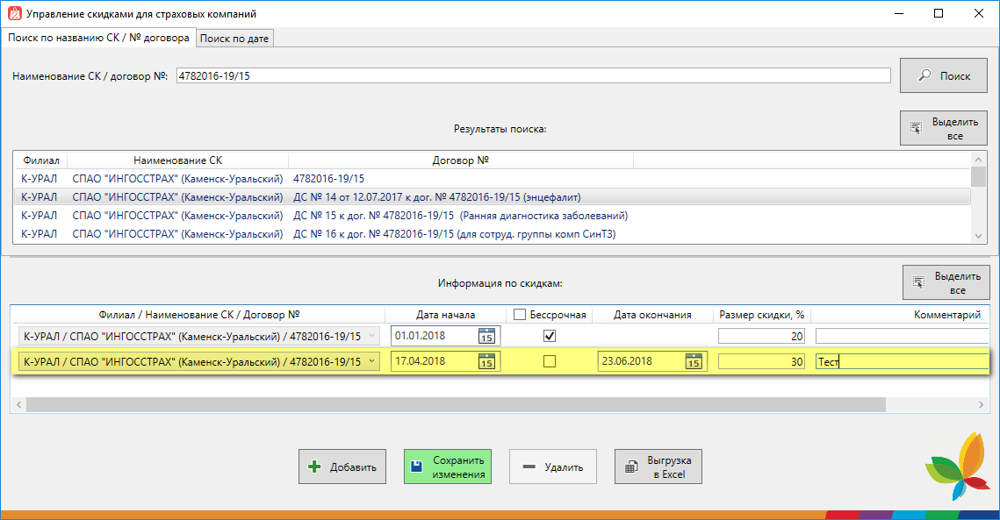 Управление скидками для страховых компаний
Поиск по названию СК / № договора
Поиск по дате
Наименование СК / договор №:
4782016-19/15
Поиск
Результаты поиска:
Выделить
все
Филиал Наименование СК Договор №
К-УРАЛ СПАО "ИНГОССТРАХ" (Каменск-Уральский) 4782016-19/15
К-УРАЛ СПАО "ИНГОССТРАХ" (Каменск-Уральский) ДС № 14 от 12.07.2017 к дог. № 4782016-19/15 (энцефалит)
К-УРАЛ СПАО "ИНГОССТРАХ" (Каменск-Уральский) ДС № 15 к дог. № 4782016-19/15 (Ранняя диагностика заболеваний)
К-УРАЛ СПАО "ИНГОССТРАХ" (Каменск-Уральский) ДС № 16 к дог. № 4782016-19/15 (для сотруд. группы комп СинТЗ)
Информация по скидкам:
Выделить
все
Филиал / Наименование СК / Договор № Дата начала Бессрочная Дата окончания Размер скидки, % Комментарий
К-УРАЛ / СПАО "ИНГОССТРАХ" (Каменск-Уральский) / 4782016-19/15 01.01.2018 15 20
К-УРАЛ / СПАО "ИНГОССТРАХ" (Каменск-Уральский) / 4782016-19/15 17.04.2018 15 23.06.2018 15 30 Тест
Добавить
Сохранить
изменения
Удалить
Выгрузка
в Excel